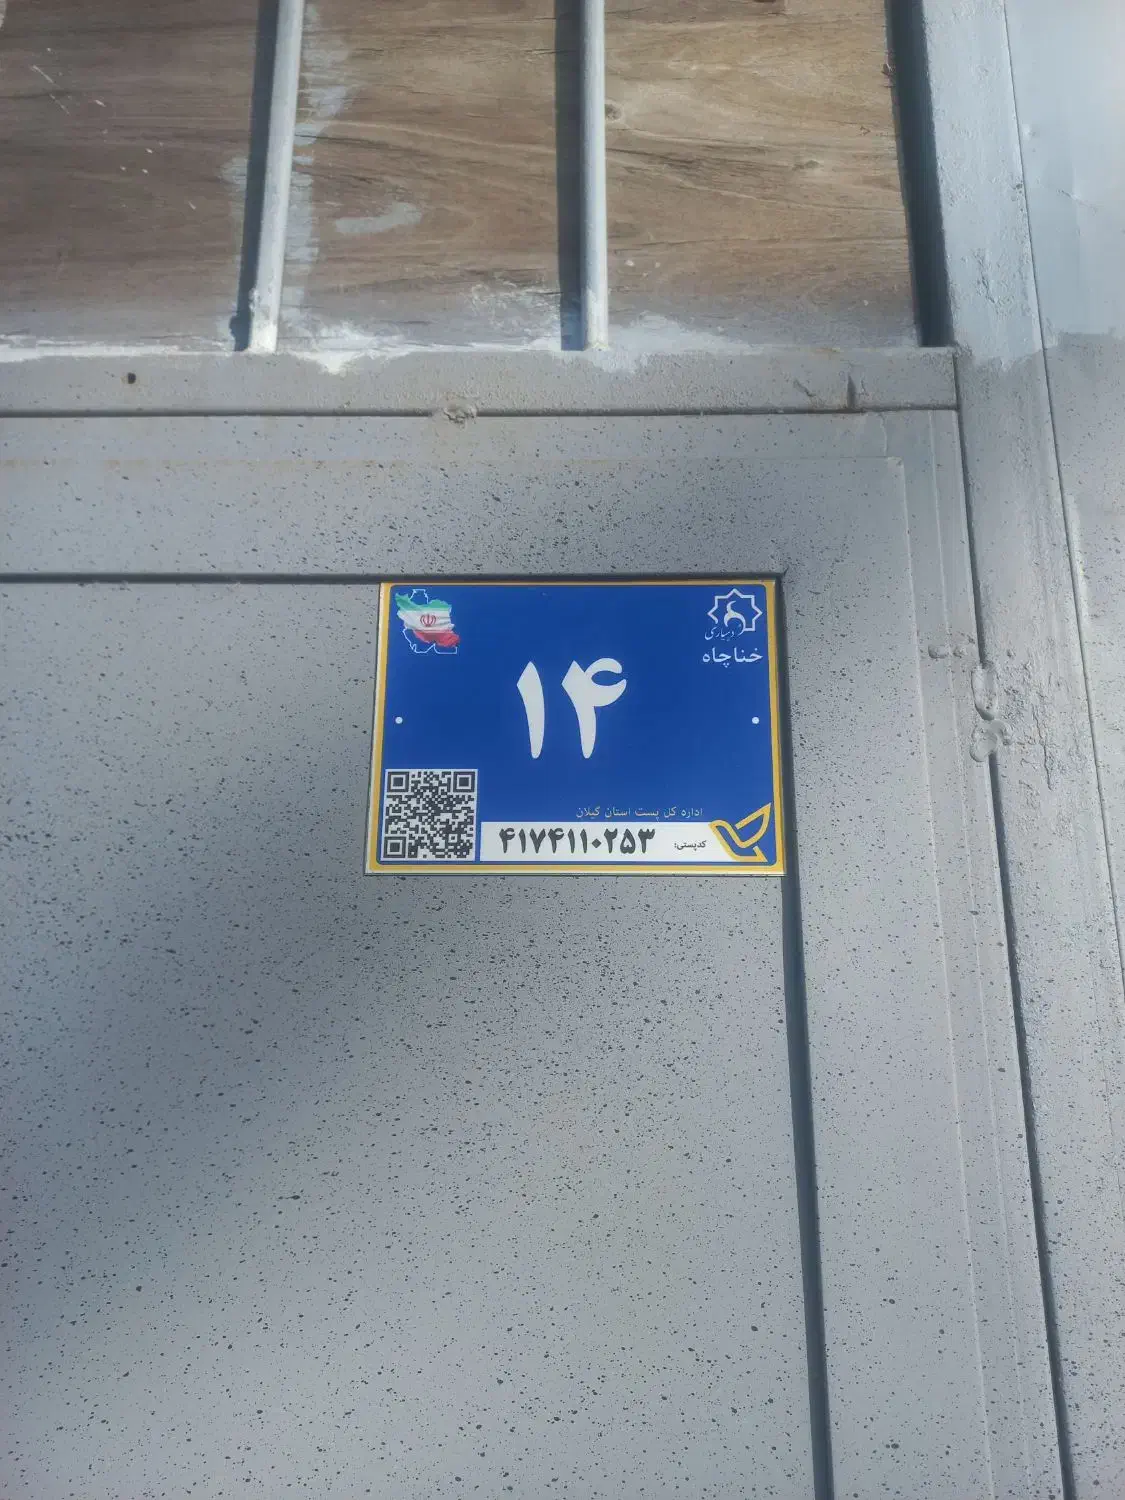 دهیاری
خناچاه
۱۴
اداره کل پست استان گیلان
کدپستی: ۴۱۷۴۱۱۰۲۵۳